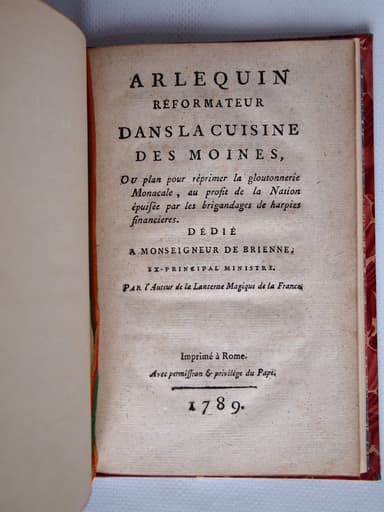 ARLEQUIN
RÉFORMATEUR
DANS LA CUISINE
DES MOINES,
OU plan pour réprimer la gloutonnerie
Monacale, au profit de la Nation
épuisée par les brigandages de harpies
financieres.
DÉDIÉ
A MONSEIGNEUR DE BRIENNE,
EX-PRINCIPAL MINISTRE.
PAR l'Auteur de la Lanterne Magique de la France.
Imprimé à Rome.
Avec permission & privilége du Pape.
1789.